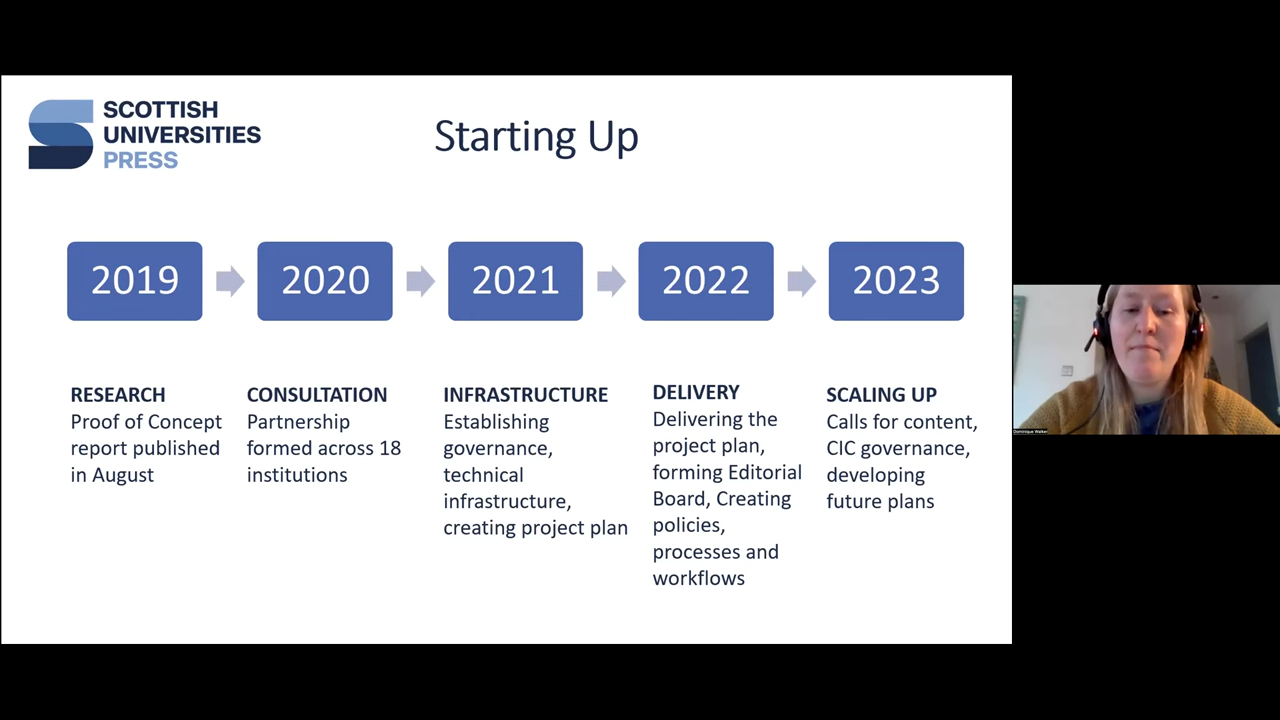 SCOTTISH
UNIVERSITIES
PRESS
Starting Up
2019
2020
2021
2022
2023
RESEARCH
Proof of Concept
report published
in August
CONSULTATION
Partnership
formed across 18
institutions
INFRASTRUCTURE
Establishing
governance,
technical
infrastructure,
creating project plan
DELIVERY
Delivering the
project plan,
forming Editorial
Board, Creating
policies,
processes and
workflows
SCALING UP
Calls for content,
CIC governance,
developing
future plans
Dominique Walker